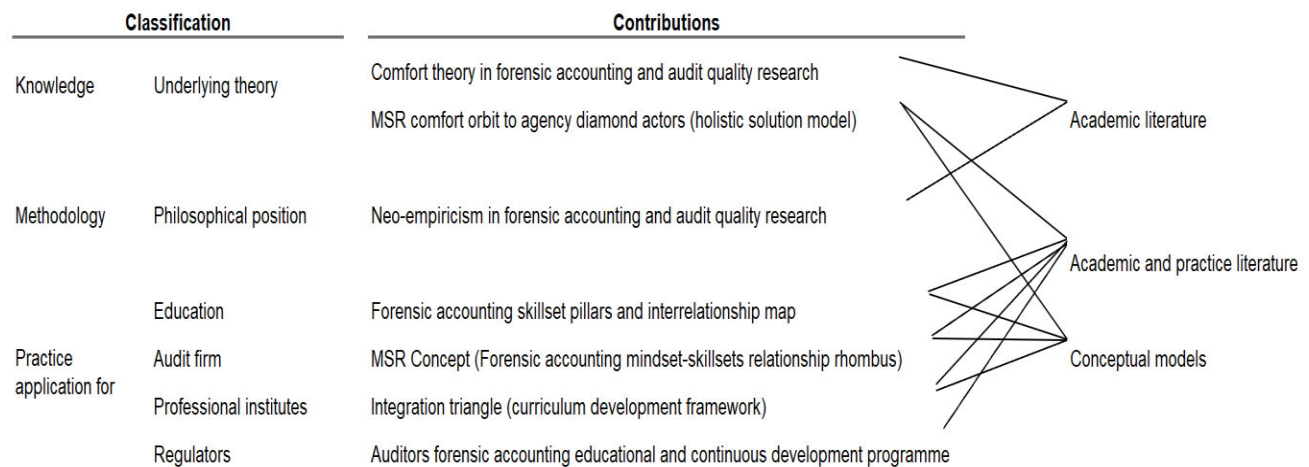 Classification Contributions
Knowledge Underlying theory Comfort theory in forensic accounting and audit quality research
MSR comfort orbit to agency diamond actors (holistic solution model) Academic literature
Methodology Philosophical position Neo-empiricism in forensic accounting and audit quality research
Academic and practice literature
Education Forensic accounting skillset pillars and interrelationship map
Practice
application for
Audit firm MSR Concept (Forensic accounting mindset-skillsets relationship rhombus) Conceptual models
Professional institutes Integration triangle (curriculum development framework)
Regulators Auditors forensic accounting educational and continuous development programme